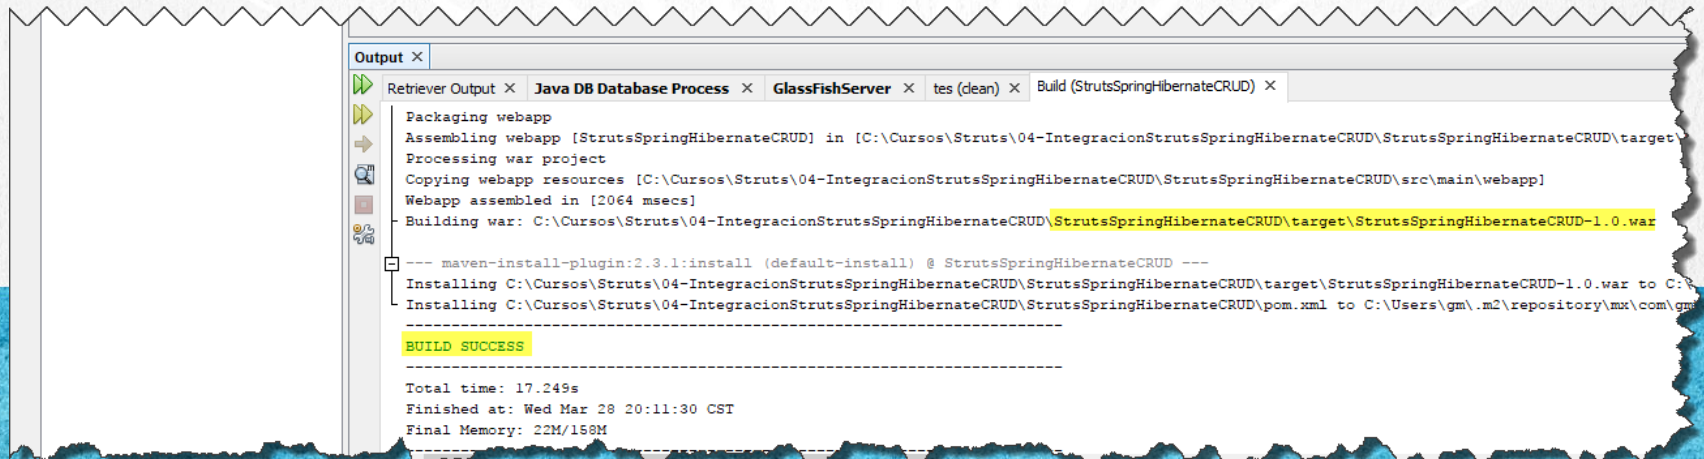 Output
Retriever Output Java DB Database Process GlassFishServer tes (clean) Build (StrutsSpringHibernateCRUD)
Packaging webapp
Assembling webapp [StrutsSpringHibernateCRUD] in [C:\Cursos\Struts\04-IntegracionStrutsSpringHibernateCRUD\StrutsSpringHibernateCRUD\target\
Processing war project
Copying webapp resources [C:\Cursos\Struts\04-IntegracionStrutsSpringHibernateCRUD\StrutsSpringHibernateCRUD\src\main\webapp]
Webapp assembled in [2064 msecs]
Building war: C:\Cursos\Struts\04-IntegracionStrutsSpringHibernateCRUD\StrutsSpringHibernateCRUD\target\StrutsSpringHibernateCRUD-1.0.war
--- maven-install-plugin:2.3.1:install (default-install) @ StrutsSpringHibernateCRUD ---
Installing C:\Cursos\Struts\04-IntegracionStrutsSpringHibernateCRUD\StrutsSpringHibernateCRUD\target\StrutsSpringHibernateCRUD-1.0.war to C:\
Installing C:\Cursos\Struts\04-IntegracionStrutsSpringHibernateCRUD\StrutsSpringHibernateCRUD\pom.xml to C:\Users\gm\.m2\repository\mx\com\gm
------------------------------------------------------------------------
BUILD SUCCESS
------------------------------------------------------------------------
Total time: 17.249s
Finished at: Wed Mar 28 20:11:30 CST
Final Memory: 22M/158M
------------------------------------------------------------------------